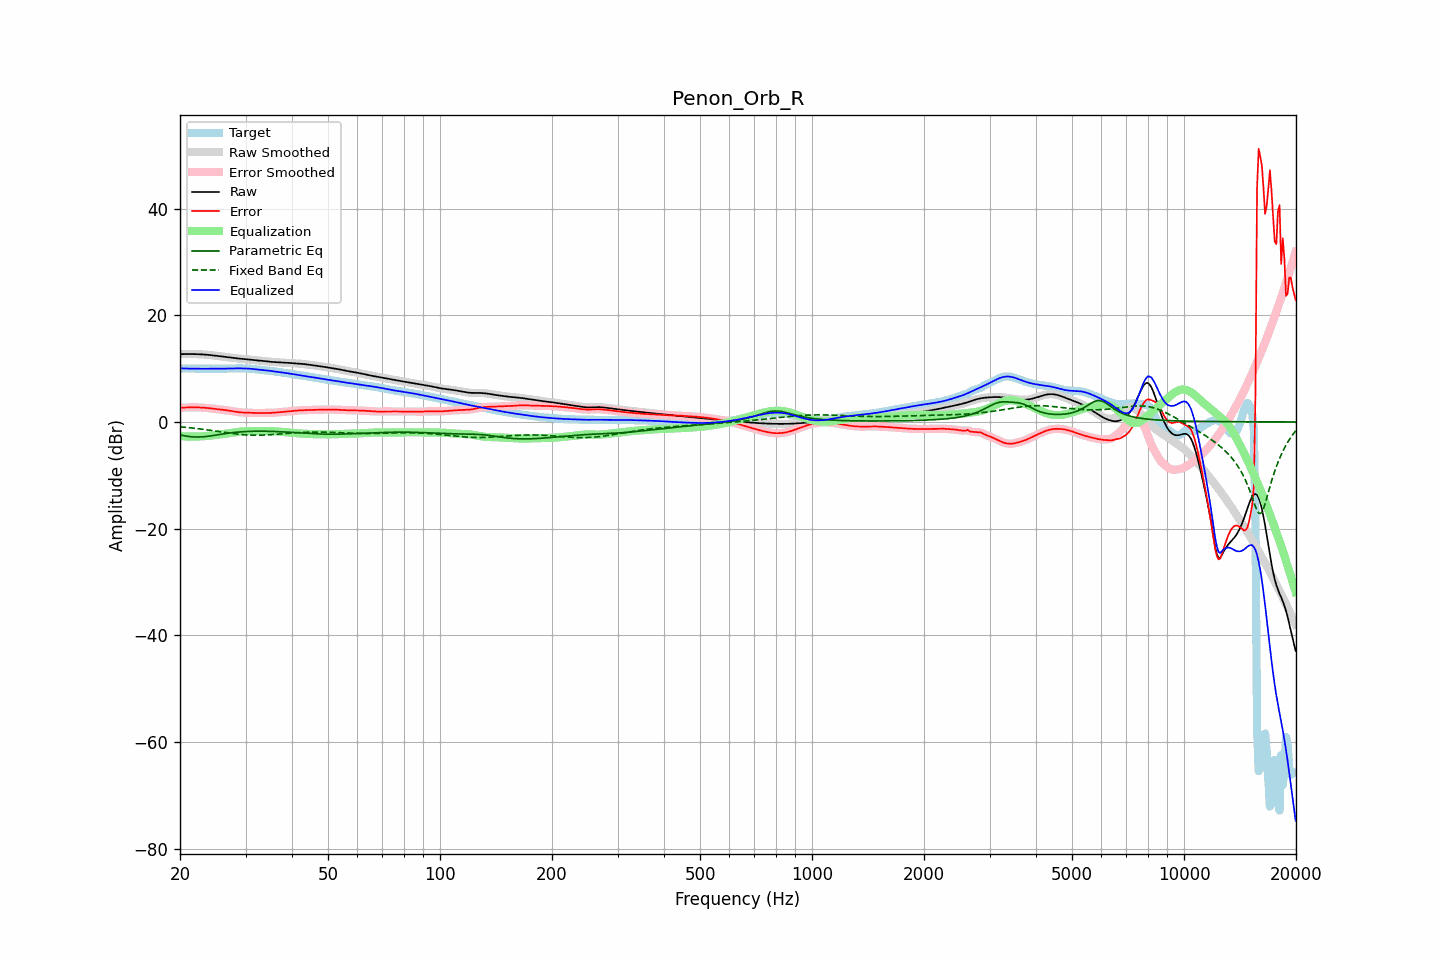 Penon_Orb_R
Target
Raw Smoothed
Error Smoothed
Raw
Error
Equalization
Parametric Eq
Fixed Band Eq
Equalized
40
20
0
−20
−40
−60
−80
Amplitude (dBr)
20 50 100 200 500 1000 2000 5000 10000 20000
Frequency (Hz)